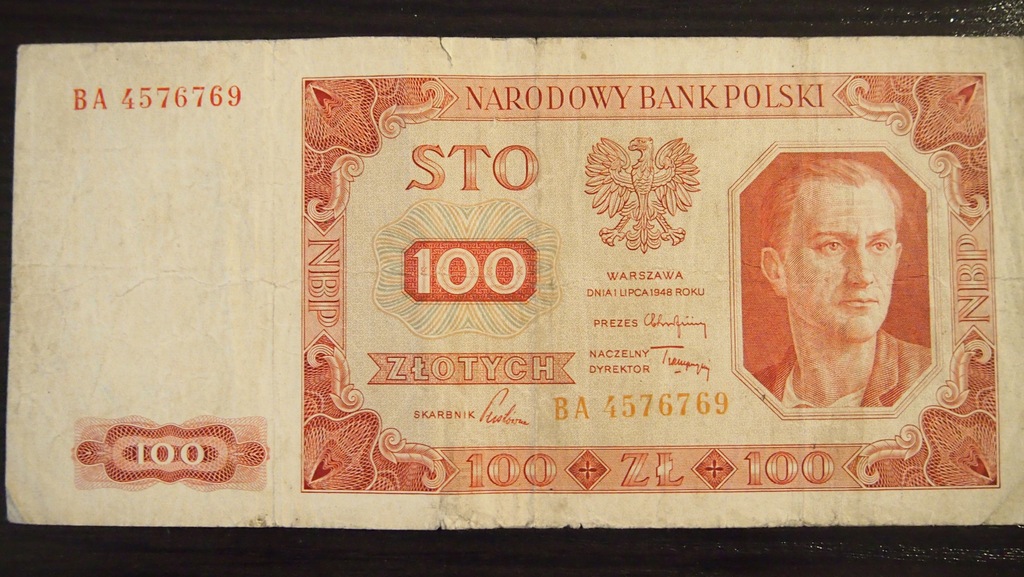 BA 4576769
NARODOWY BANK POLSKI
STO
100
ZŁOTYCH
WARSZAWA
DNIA 1 LIPCA 1948 ROKU
PREZES
NACZELNY
DYREKTOR
SKARBNIK
BA 4576769
NBP
NBP
100
100 ZŁ 100